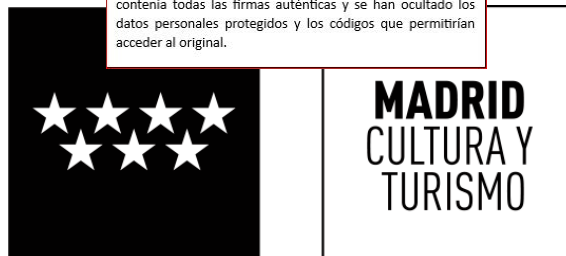 contenía todas las firmas auténticas y se han ocultado los
datos personales protegidos y los códigos que permitirían
acceder al original.
MADRID
CULTURA Y
TURISMO